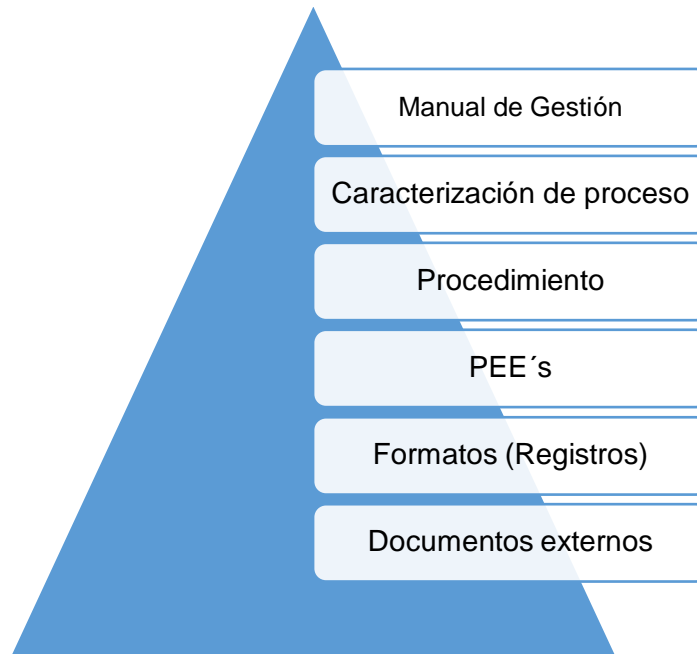 Manual de Gestión
Caracterización de proceso
Procedimiento
PEE´s
Formatos (Registros)
Documentos externos